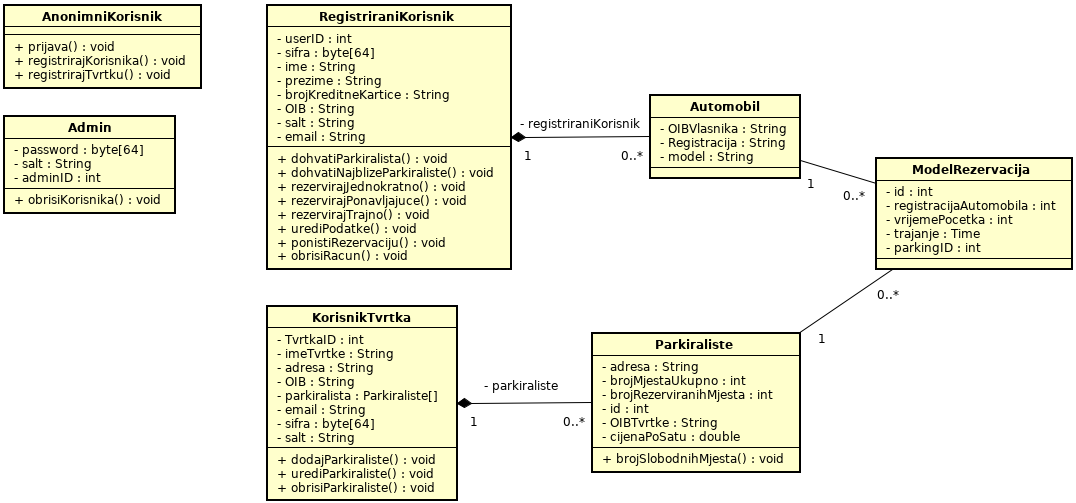 AnonimniKorisnik
+ prijava() : void
+ registrirajKorisnika() : void
+ registrirajTvrtku() : void
Admin
- password : byte[64]
- salt : String
- adminID : int
+ obrisiKorisnika() : void
RegistriraniKorisnik
- userID : int
- sifra : byte[64]
- ime : String
- prezime : String
- brojKreditneKartice : String
- OIB : String
- salt : String
- email : String
+ dohvatiParkiralista() : void
+ dohvatiNajblizeParkiraliste() : void
+ rezervirajJednokratno() : void
+ rezervirajPonavljajuce() : void
+ rezervirajTrajno() : void
+ urediPodatke() : void
+ ponistiRezervaciju() : void
+ obrisiRacun() : void
- registriraniKorisnik
1
0..*
Automobil
- OIBVlasnika : String
- Registracija : String
- model : String
1
0..*
ModelRezervacija
- id : int
- registracijaAutomobila : int
- vrijemePocetka : int
- trajanje : Time
- parkingID : int
0..*
1
KorisnikTvrtka
- TvrtkaID : int
- imeTvrtke : String
- adresa : String
- OIB : String
- parkiralista : Parkiraliste[]
- email : String
- sifra : byte[64]
- salt : String
+ dodajParkiraliste() : void
+ urediParkiraliste() : void
+ obrisiParkiraliste() : void
- parkiraliste
1
0..*
Parkiraliste
- adresa : String
- brojMjestaUkupno : int
- brojRezerviranihMjesta : int
- id : int
- OIBTvrtke : String
- cijenaPoSatu : double
+ brojSlobodnihMjesta() : void